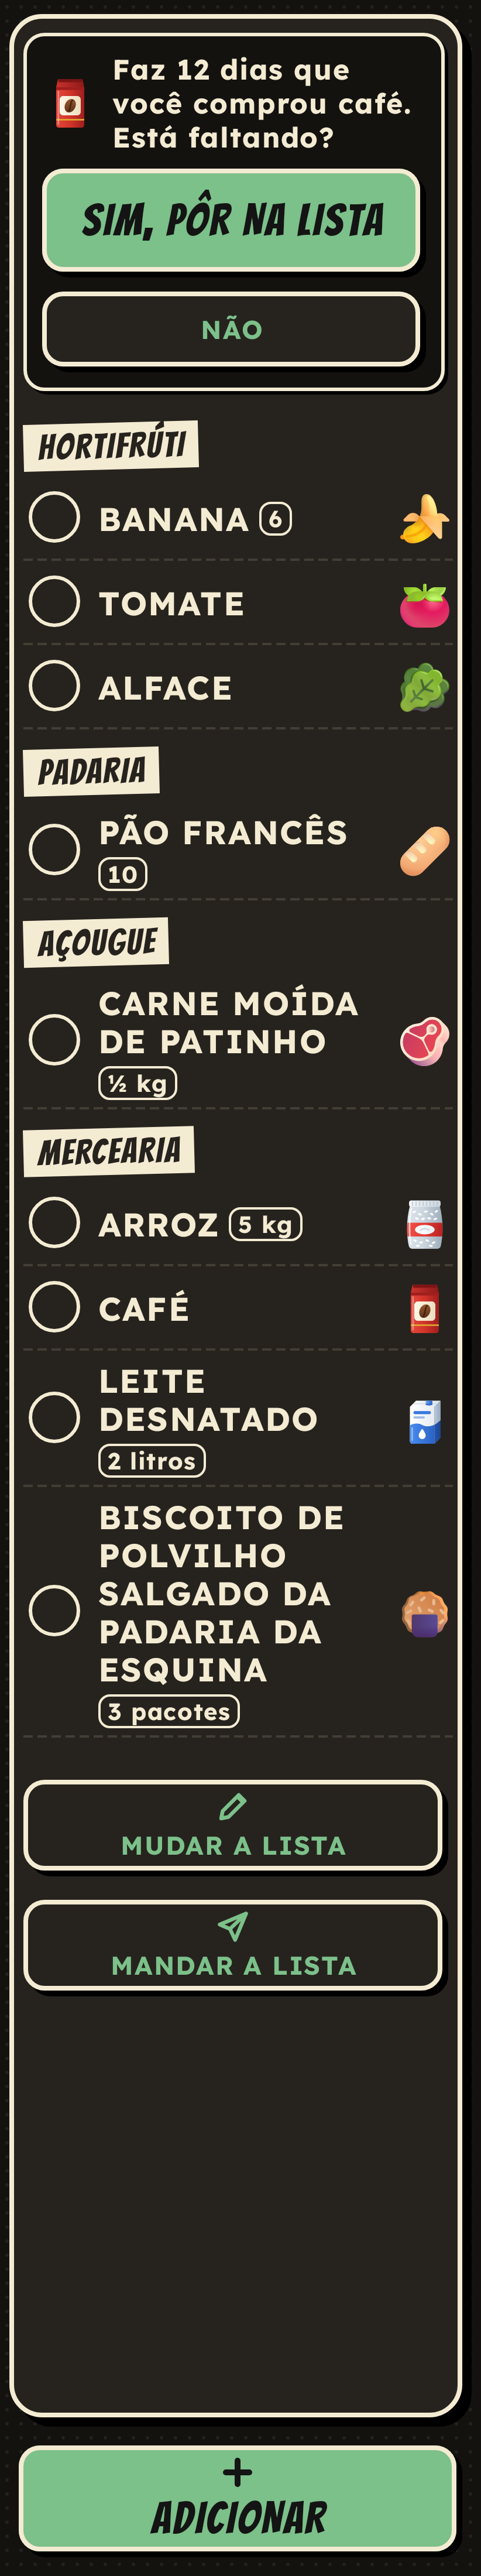 Faz 12 dias que
você comprou café.
Está faltando?
SIM, PÔR NA LISTA
NÃO
HORTIFRÚTI
BANANA 6
TOMATE
ALFACE
PADARIA
PÃO FRANCÊS
10
AÇOUGUE
CARNE MOÍDA
DE PATINHO
½ kg
MERCEARIA
ARROZ 5 kg
CAFÉ
LEITE
DESNATADO
2 litros
BISCOITO DE
POLVILHO
SALGADO DA
PADARIA DA
ESQUINA
3 pacotes
MUDAR A LISTA
MANDAR A LISTA
ADICIONAR